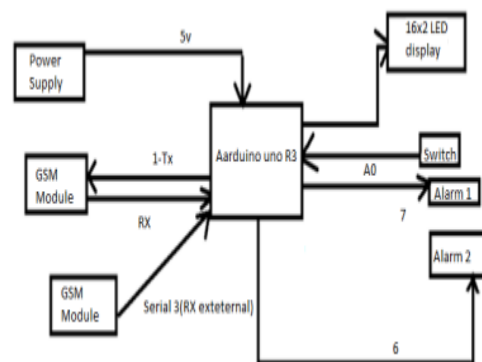 5v
16x2 LED
display
Power
Supply
Aarduino uno R3
1-Tx
GSM
Module
RX
Switch
A0
Alarm 1
7
Alarm 2
GSM
Module
Serial 3(RX exteternal)
6